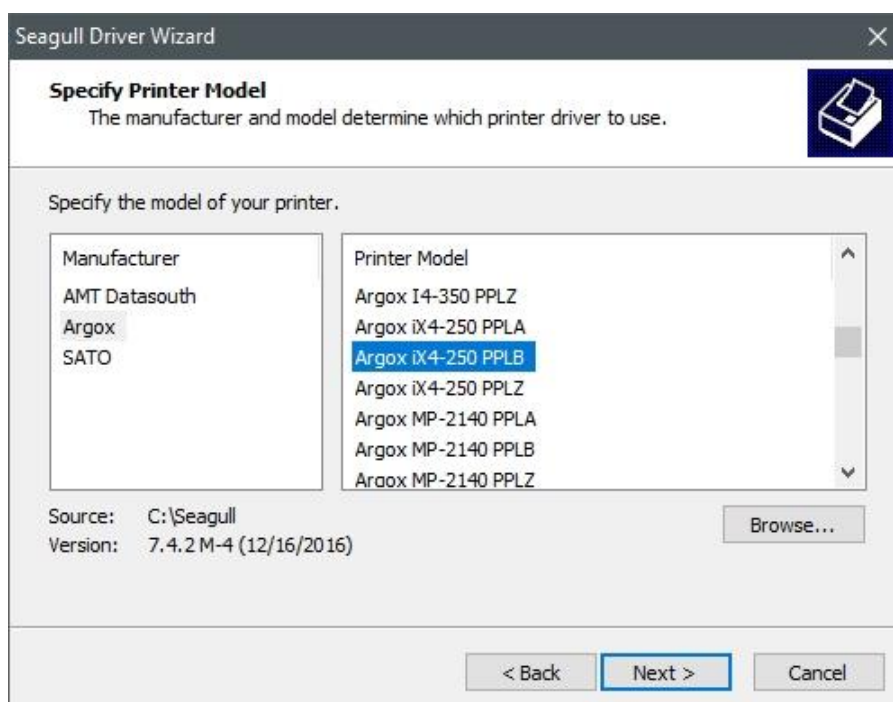 Seagull Driver Wizard
Specify Printer Model
The manufacturer and model determine which printer driver to use.
Specify the model of your printer.
Manufacturer
AMT Datasouth
Argox
SATO
Printer Model
Argox I4-350 PPLZ
Argox iX4-250 PPLA
Argox iX4-250 PPLB
Argox iX4-250 PPLZ
Argox MP-2140 PPLA
Argox MP-2140 PPLB
Argox MP-2140 PPLZ
Source: C:\Seagull
Version: 7.4.2 M-4 (12/16/2016)
Browse...
< Back
Next >
Cancel